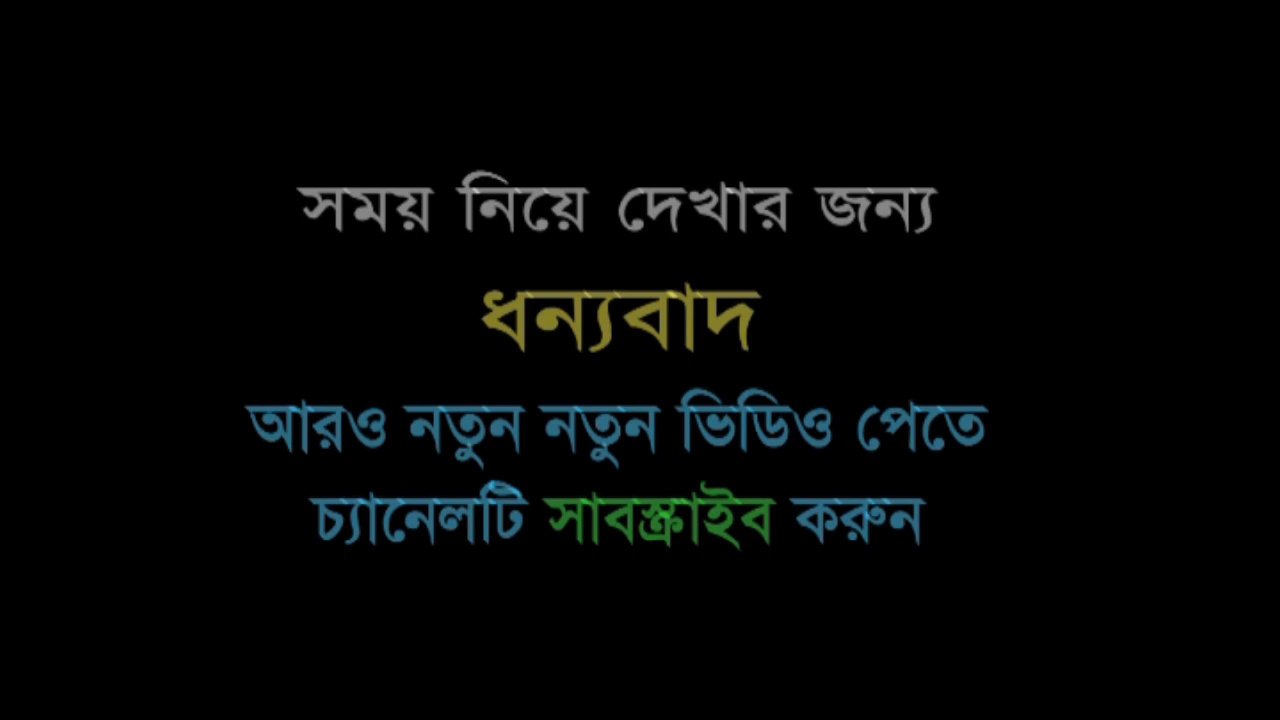 সময় নিয়ে দেখার জন্য
ধন্যবাদ
আরও নতুন নতুন ভিডিও পেতে
চ্যানেলটি সাবস্ক্রাইব করুন